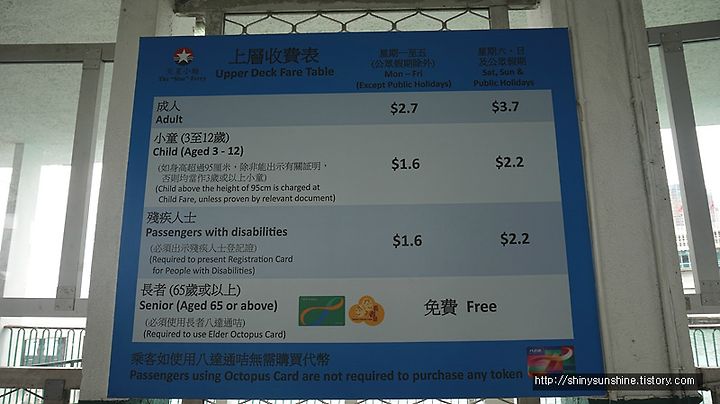 天星小輪
The "Star" Ferry
上層收費表
Upper Deck Fare Table
星期一至五
(公眾假期除外)
Mon – Fri
(Except Public Holidays)
星期六、日
及公眾假期
Sat, Sun &
Public Holidays
成人
Adult
$2.7
$3.7
小童 (3至12歲)
Child (Aged 3 - 12)
(如身高超過95厘米，除非能出示有關証明，
否則均當作3歲或以上小童)
(Child above the height of 95cm is charged at
Child Fare, unless proven by relevant document)
$1.6
$2.2
殘疾人士
Passengers with disabilities
(必須出示殘疾人士登記證)
(Required to present Registration Card
for People with Disabilities)
$1.6
$2.2
長者 (65歲或以上)
Senior (Aged 65 or above)
(必須使用長者八達通咭)
(Required to use Elder Octopus Card)
免費 Free
乘客如使用八達通咭無需購買代幣
Passengers using Octopus Card are not required to purchase any token
http://shinysunshine.tistory.com